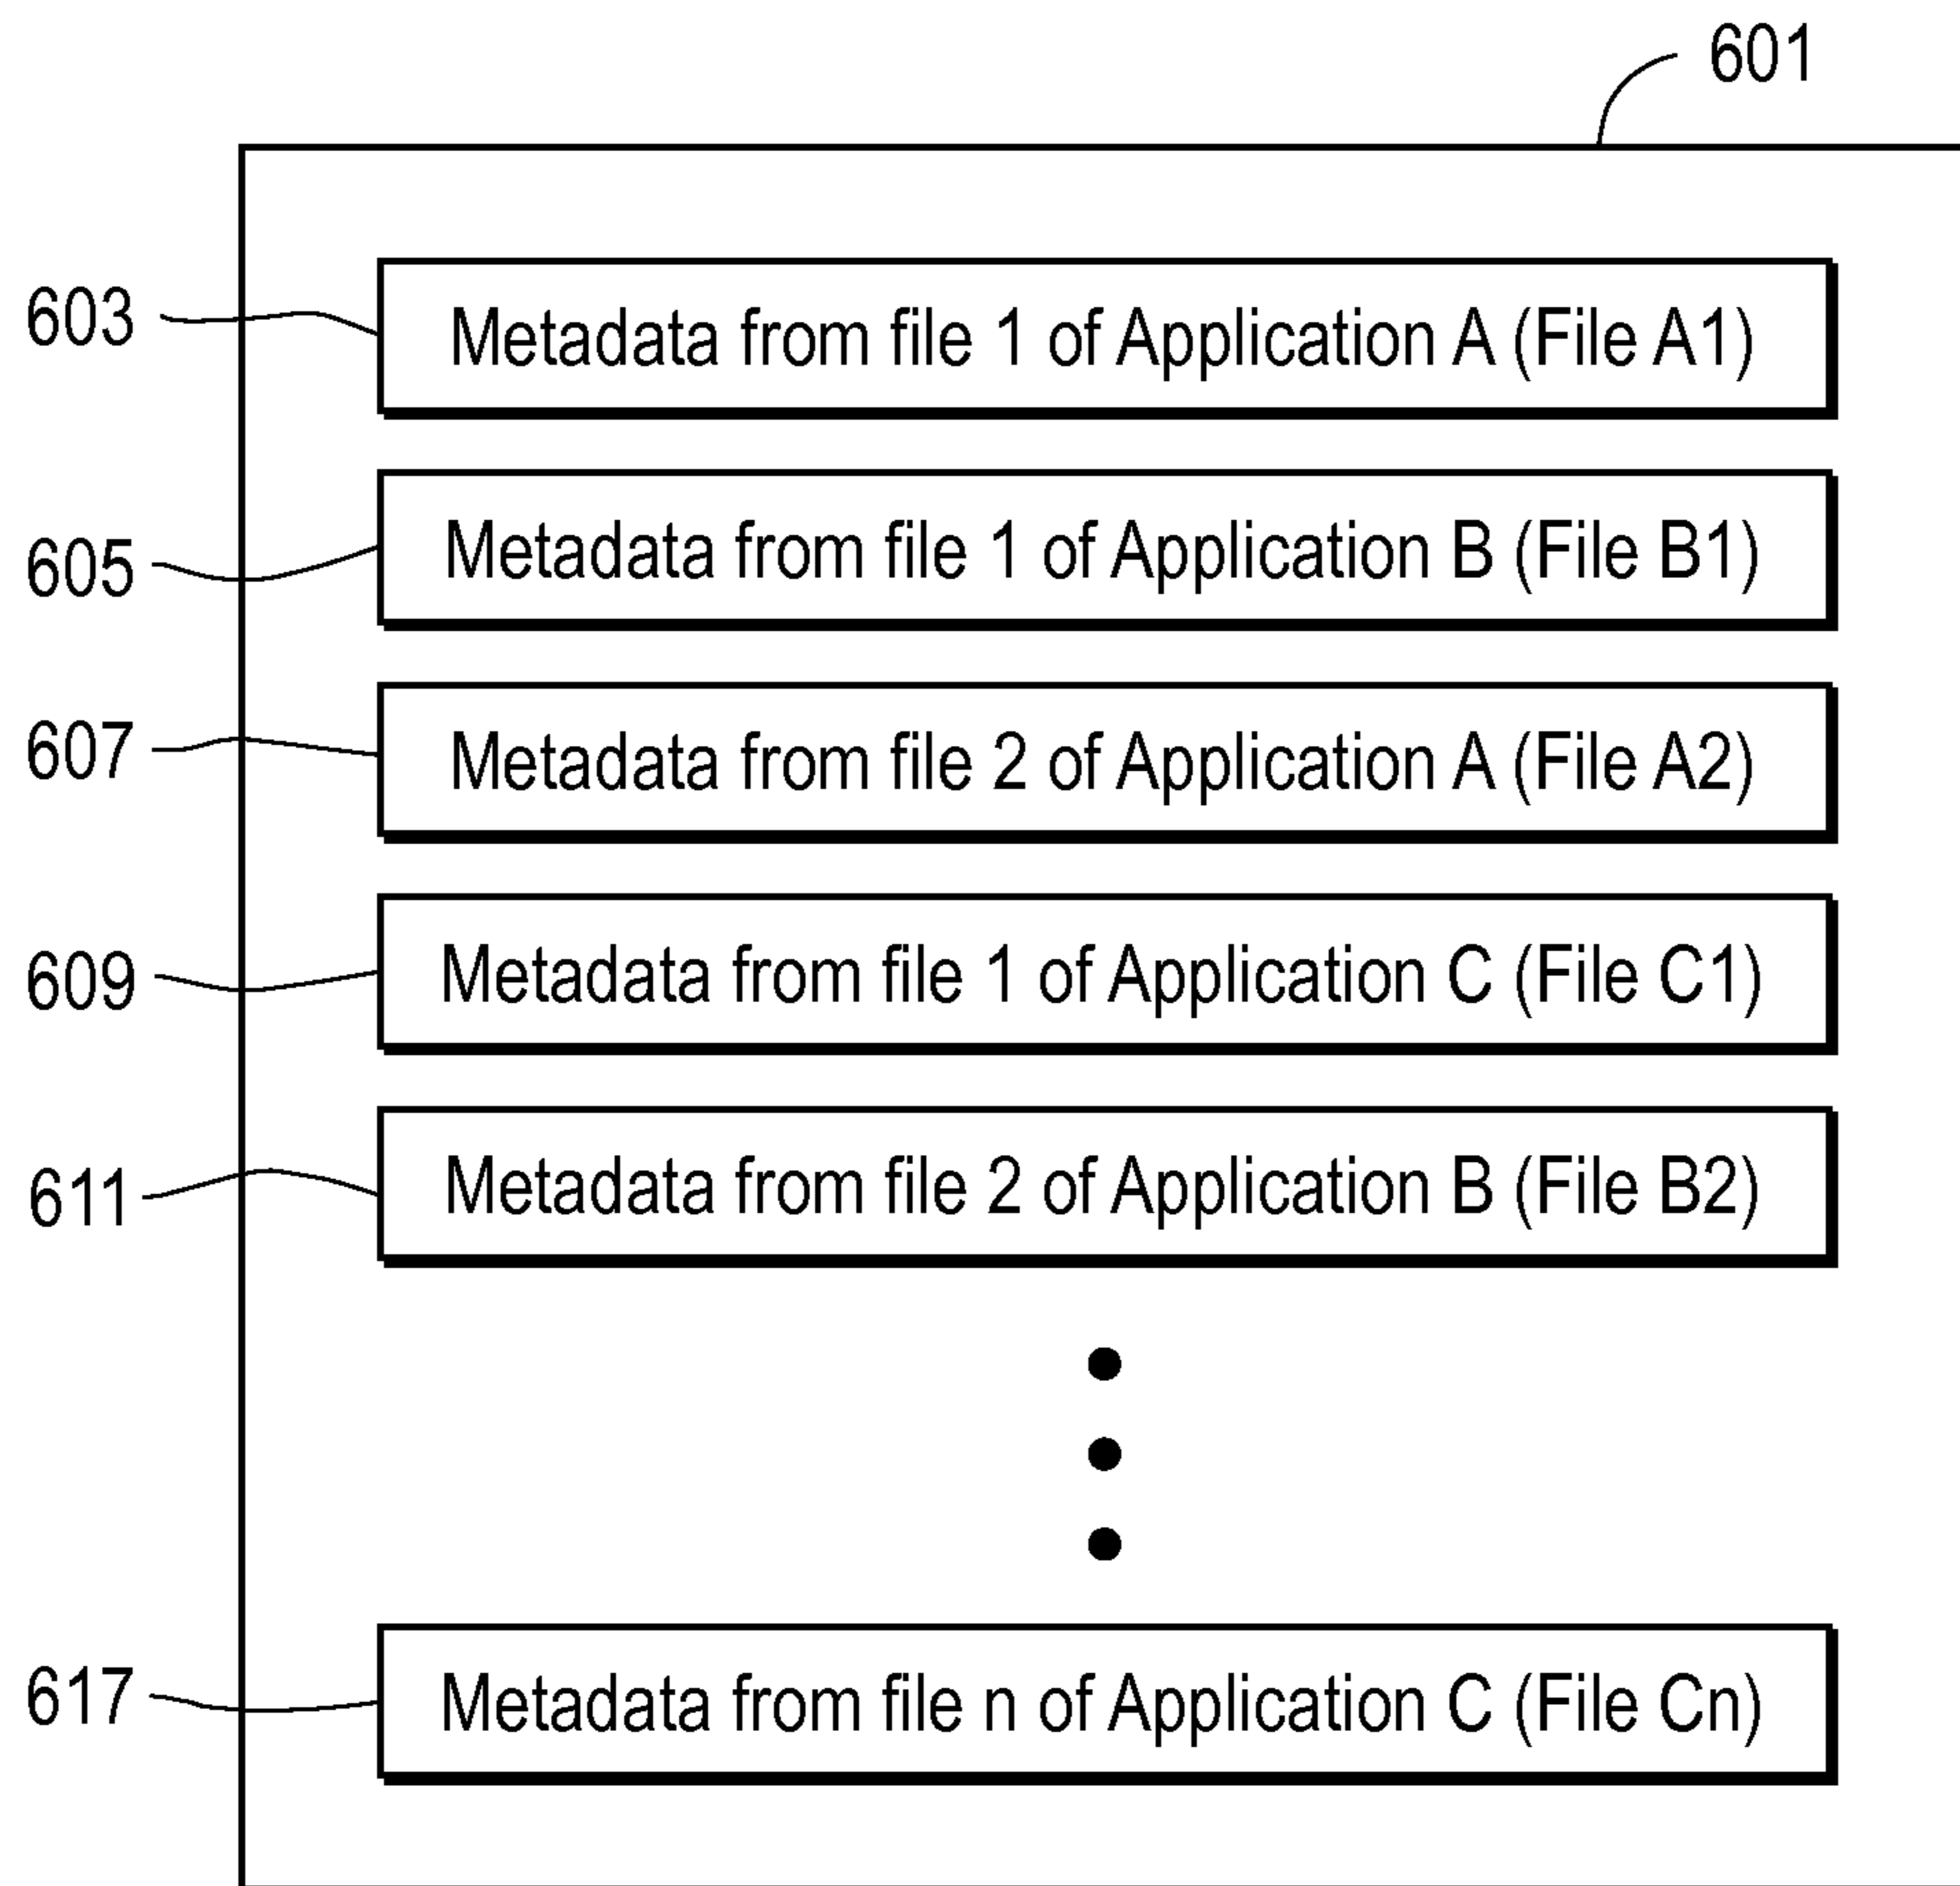 601
603 Metadata from file 1 of Application A (File A1)
605 Metadata from file 1 of Application B (File B1)
607 Metadata from file 2 of Application A (File A2)
609 Metadata from file 1 of Application C (File C1)
611 Metadata from file 2 of Application B (File B2)
617 Metadata from file n of Application C (File Cn)